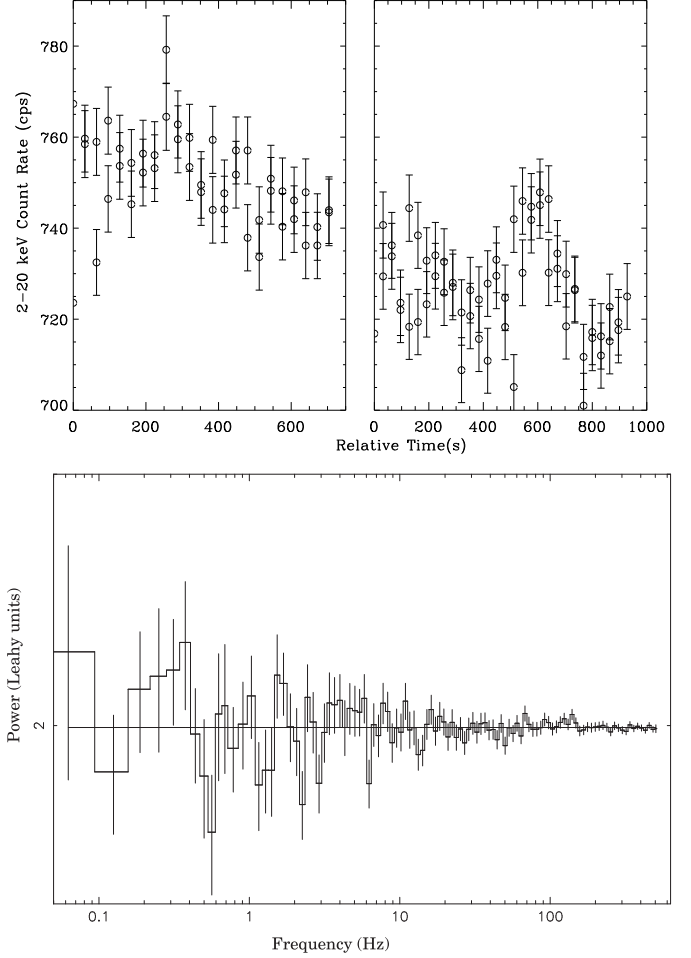 2−20 keV Count Rate (cps)
780
760
740
720
700
0 200 400 600
0 200 400 600 800 1000
Relative Time(s)
Power (Leahy units)
2
0.1 1 10 100
Frequency (Hz)